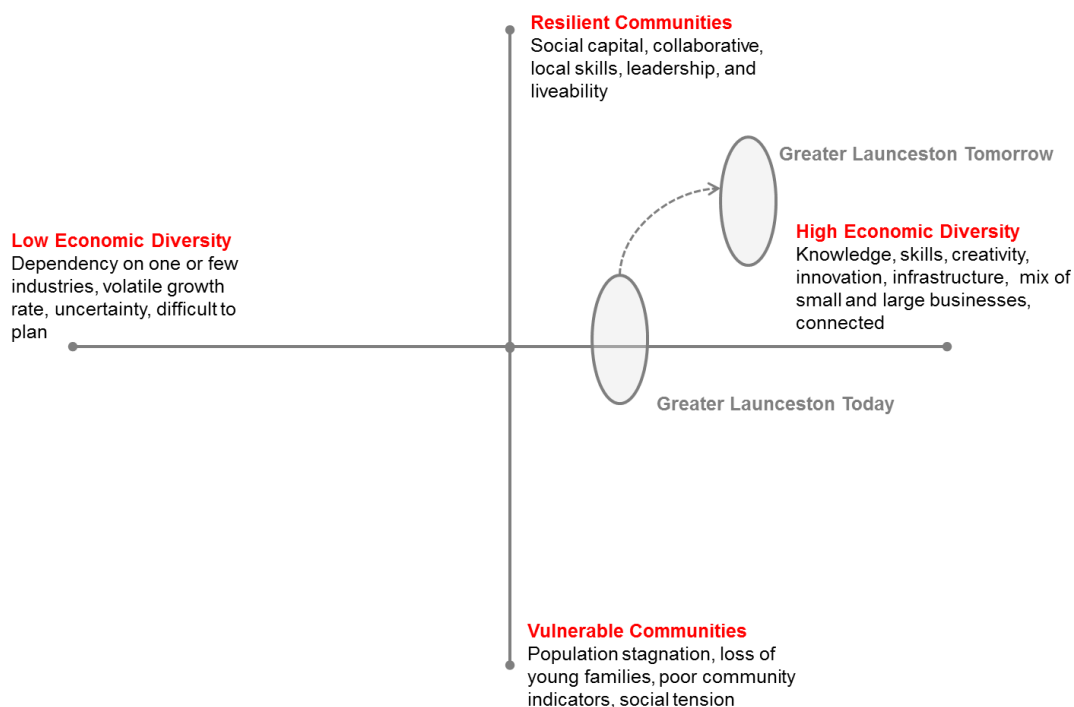 Resilient Communities
Social capital, collaborative,
local skills, leadership, and
liveability
Greater Launceston Tomorrow
Low Economic Diversity
Dependency on one or few
industries, volatile growth
rate, uncertainty, difficult to
plan
High Economic Diversity
Knowledge, skills, creativity,
innovation, infrastructure, mix of
small and large businesses,
connected
Greater Launceston Today
Vulnerable Communities
Population stagnation, loss of
young families, poor community
indicators, social tension